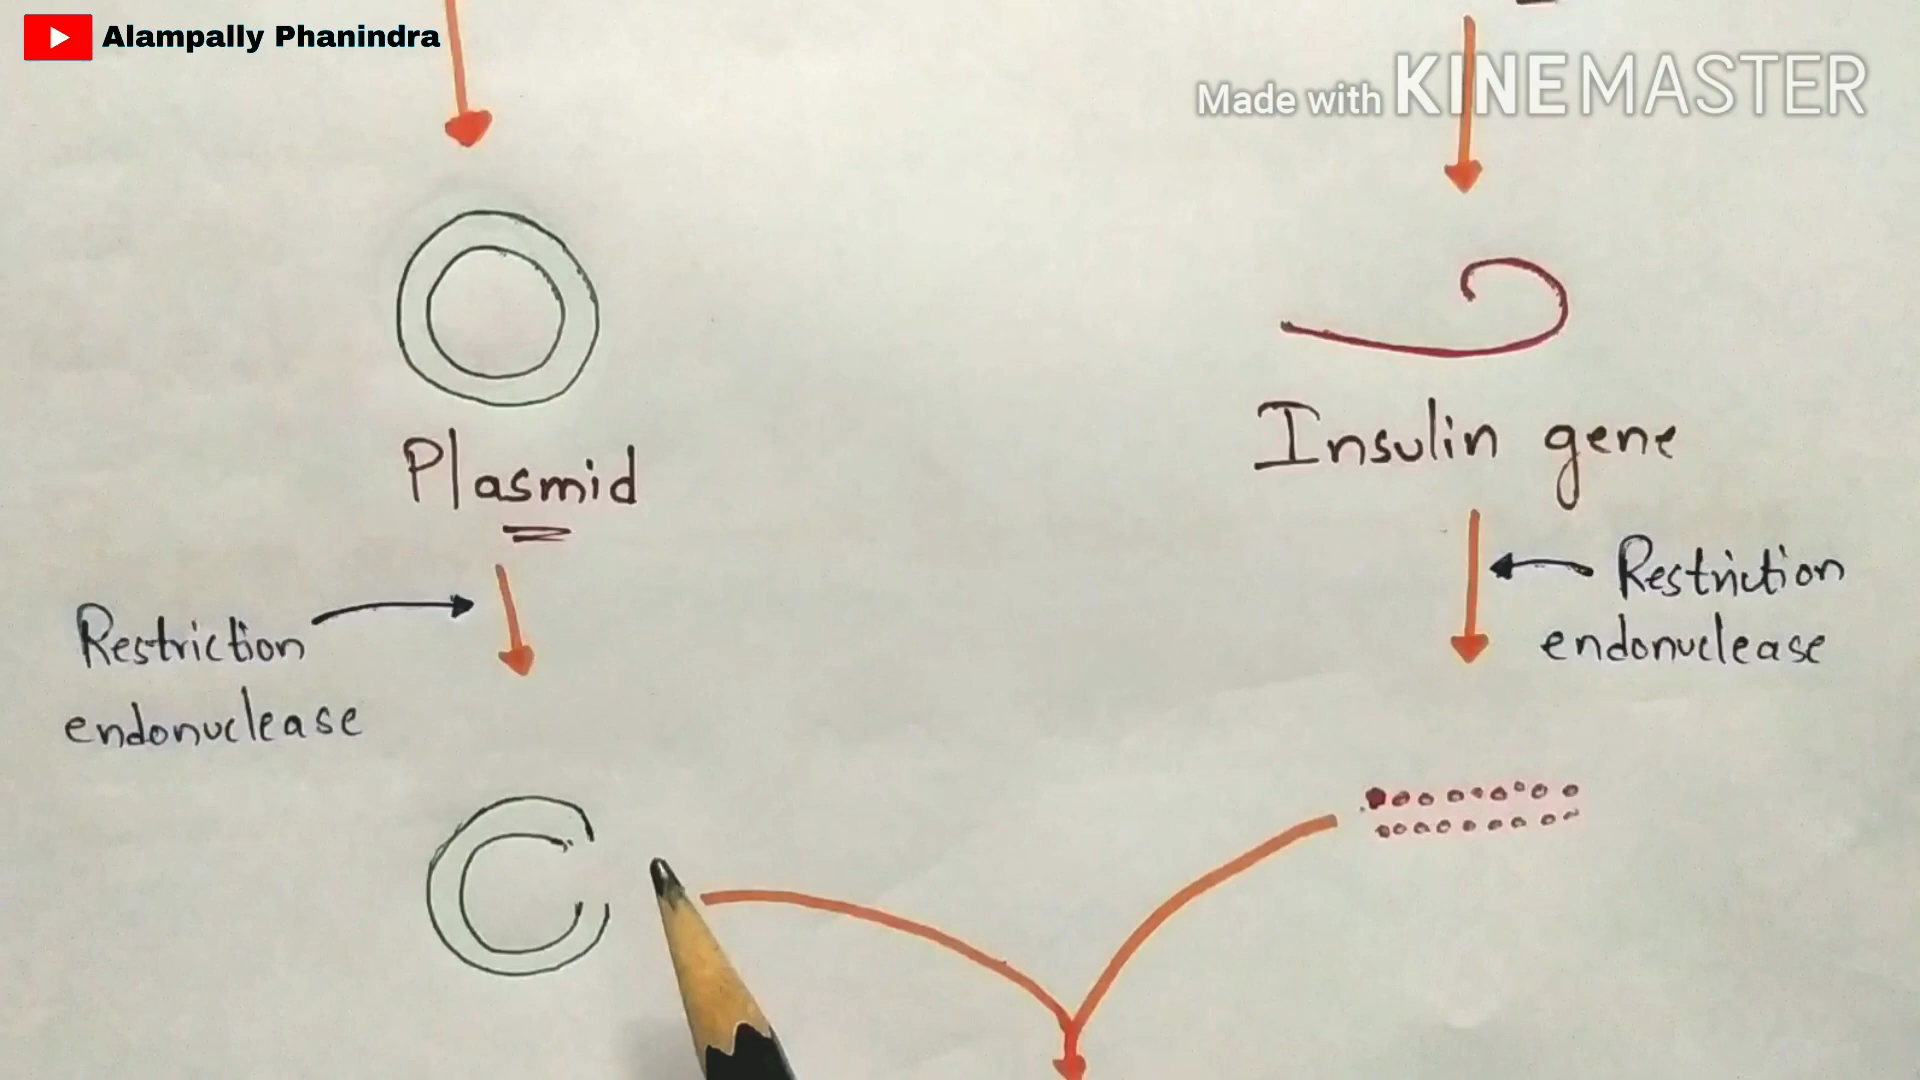 Alampally Phanindra
Made with KINEMASTER
Plasmid
Insulin gene
Restriction
endonuclease
Restriction
endonuclease